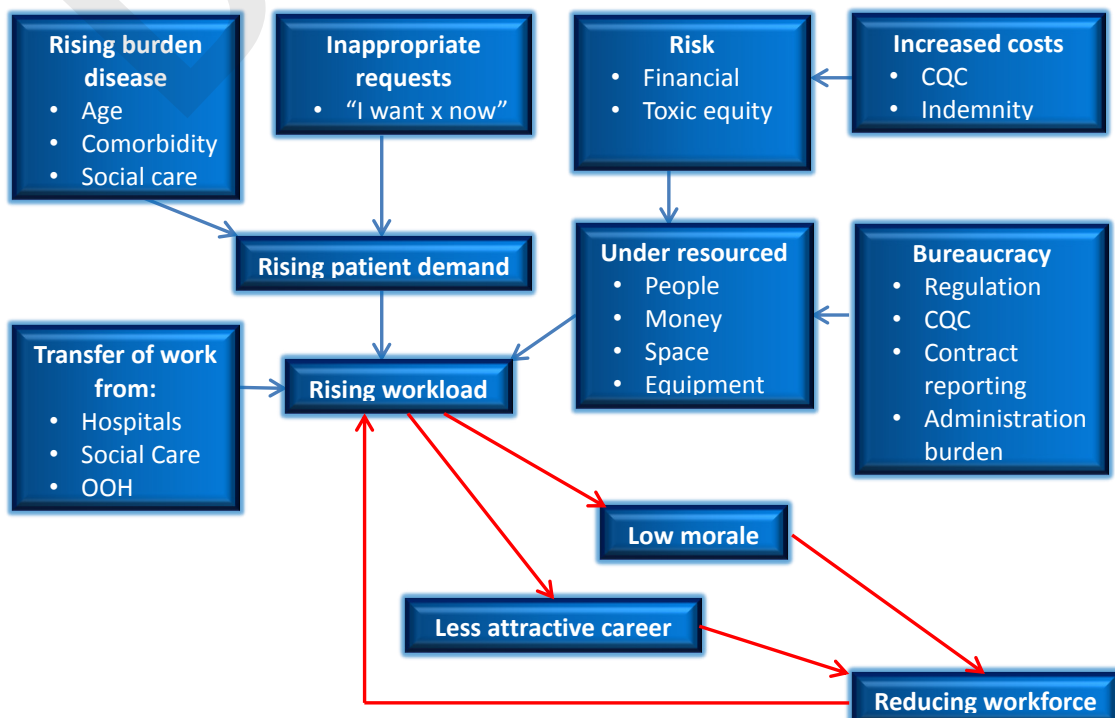 Rising burden
disease
• Age
• Comorbidity
• Social care
Inappropriate
requests
• “I want x now”
Risk
• Financial
• Toxic equity
Increased costs
• CQC
• Indemnity
Rising patient demand
Under resourced
• People
• Money
• Space
• Equipment
Bureaucracy
• Regulation
• CQC
• Contract
reporting
• Administration
burden
Transfer of work
from:
• Hospitals
• Social Care
• OOH
Rising workload
Low morale
Less attractive career
Reducing workforce